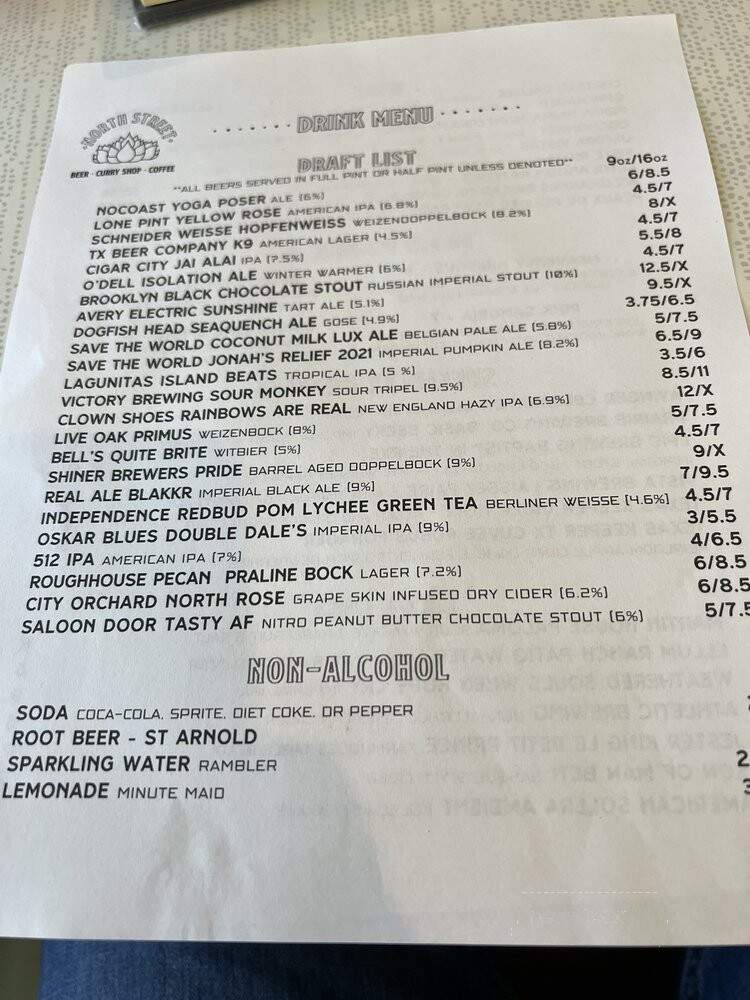 NORTH STREET
BEER · CURRY SHOP · COFFEE
DRINK MENU
DRAFT LIST
**ALL BEERS SERVED IN FULL PINT OR HALF PINT UNLESS DENOTED** 9oz/16oz
NOCOAST YOGA POSER ALE (6%) 6/8.5
LONE PINT YELLOW ROSE AMERICAN IPA (6.8%) 4.5/7
SCHNEIDER WEISSE HOPFENWEISS WEIZENDOPPELBOCK (8.2%) 8/X
TX BEER COMPANY K9 AMERICAN LAGER (4.5%) 4.5/7
CIGAR CITY JAI ALAI IPA (7.5%) 5.5/8
O'DELL ISOLATION ALE WINTER WARMER (6%) 4.5/7
BROOKLYN BLACK CHOCOLATE STOUT RUSSIAN IMPERIAL STOUT (10%) 12.5/X
AVERY ELECTRIC SUNSHINE TART ALE (5.1%) 9.5/X
DOGFISH HEAD SEAQUENCH ALE GOSE (4.9%) 3.75/6.5
SAVE THE WORLD COCONUT MILK LUX ALE BELGIAN PALE ALE (5.8%) 5/7.5
SAVE THE WORLD JONAH'S RELIEF 2021 IMPERIAL PUMPKIN ALE (8.2%) 6.5/9
LAGUNITAS ISLAND BEATS TROPICAL IPA (5 %) 3.5/6
VICTORY BREWING SOUR MONKEY SOUR TRIPEL (9.5%) 8.5/11
CLOWN SHOES RAINBOWS ARE REAL NEW ENGLAND HAZY IPA (6.9%) 12/X
LIVE OAK PRIMUS WEIZENBOCK (8%) 5/7.5
BELL'S QUITE BRITE WITBIER (5%) 4.5/7
SHINER BREWERS PRIDE BARREL AGED DOPPELBOCK (9%) 9/X
REAL ALE BLAKKR IMPERIAL BLACK ALE (9%) 7/9.5
INDEPENDENCE REDBUD POM LYCHEE GREEN TEA BERLINER WEISSE (4.6%) 4.5/7
OSKAR BLUES DOUBLE DALE'S IMPERIAL IPA (9%) 3/5.5
512 IPA AMERICAN IPA (7%) 4/6.5
ROUGHHOUSE PECAN PRALINE BOCK LAGER (7.2%) 6/8.5
CITY ORCHARD NORTH ROSE GRAPE SKIN INFUSED DRY CIDER (6.2%) 6/8.5
SALOON DOOR TASTY AF NITRO PEANUT BUTTER CHOCOLATE STOUT (6%) 5/7.5
NON-ALCOHOL
SODA COCA-COLA, SPRITE, DIET COKE, DR PEPPER
ROOT BEER - ST ARNOLD
SPARKLING WATER RAMBLER 2
LEMONADE MINUTE MAID